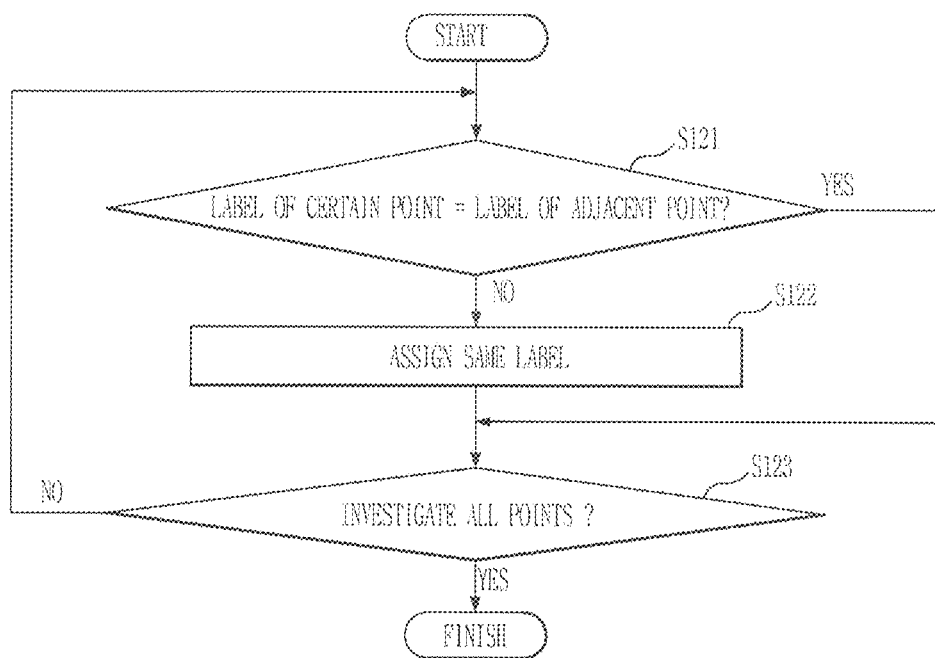 START
S121
YES
LABEL OF CERTAIN POINT = LABEL OF ADJACENT POINT?
NO
S122
ASSIGN SAME LABEL
S123
NO
INVESTIGATE ALL POINTS ?
YES
FINISH